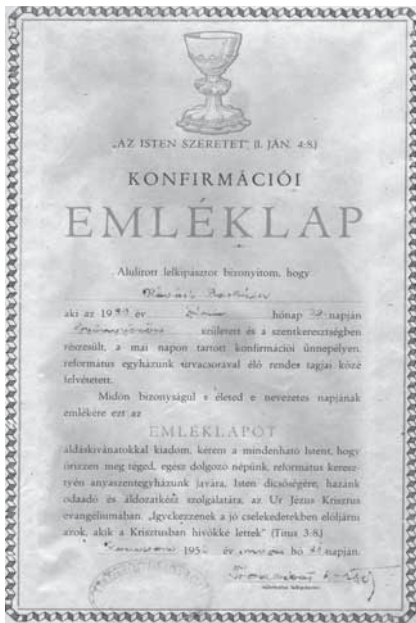 „AZ ISTEN SZERETET” (I. JÁN. 4:8.)
KONFIRMÁCIÓI
EMLÉKLAP
Alulirott lelkipásztor bizonyitom, hogy
aki az 19 év hónap napján
született és a szentkeresztségben
részesült, a mai napon tartott konfirmációi ünnepélyen,
református egyházunk úrvacsorával élő rendes tagjai közé
felvétetett.
Midőn bizonyságul s életed e nevezetes napjának
emlékére ezt az
EMLÉKLAPOT
áldáskivánatokkal kiadom, kérem a mindenható Istent, hogy
őrizzen meg téged, egész dolgozó népünk, református keresz-
tyén anyaszentegyházunk javára, Isten dicsőségére, hazánk
odaadó és áldozatkész szolgálatára, az Úr Jézus Krisztus
evangéliumában. „Igyekezzenek a jó cselekedetekben elöljárni
azok, akik a Krisztusban hivőkké lettek” (Titus 3:8.)
195 év hó napján.